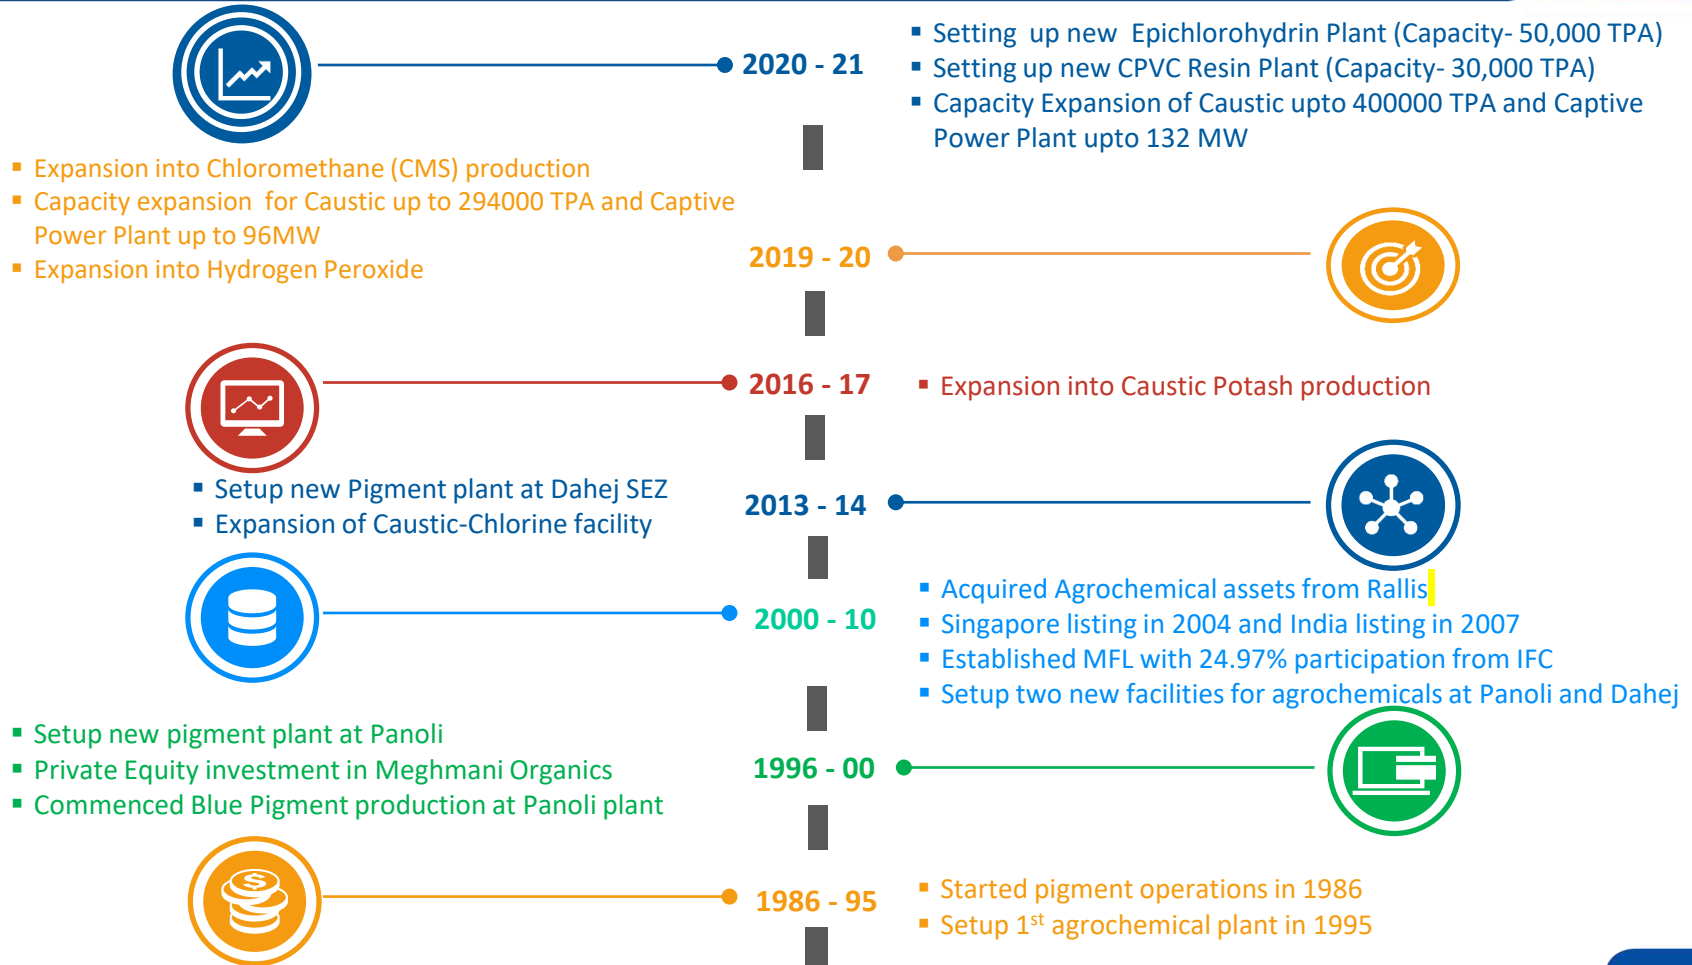 2020 - 21
▪ Setting up new Epichlorohydrin Plant (Capacity- 50,000 TPA)
▪ Setting up new CPVC Resin Plant (Capacity- 30,000 TPA)
▪ Capacity Expansion of Caustic upto 400000 TPA and Captive
Power Plant upto 132 MW
▪ Expansion into Chloromethane (CMS) production
▪ Capacity expansion for Caustic up to 294000 TPA and Captive
Power Plant up to 96MW
▪ Expansion into Hydrogen Peroxide
2019 - 20
2016 - 17
▪ Expansion into Caustic Potash production
▪ Setup new Pigment plant at Dahej SEZ
▪ Expansion of Caustic-Chlorine facility
2013 - 14
2000 - 10
▪ Acquired Agrochemical assets from Rallis
▪ Singapore listing in 2004 and India listing in 2007
▪ Established MFL with 24.97% participation from IFC
▪ Setup two new facilities for agrochemicals at Panoli and Dahej
▪ Setup new pigment plant at Panoli
▪ Private Equity investment in Meghmani Organics
▪ Commenced Blue Pigment production at Panoli plant
1996 - 00
$
1986 - 95
▪ Started pigment operations in 1986
▪ Setup 1st agrochemical plant in 1995